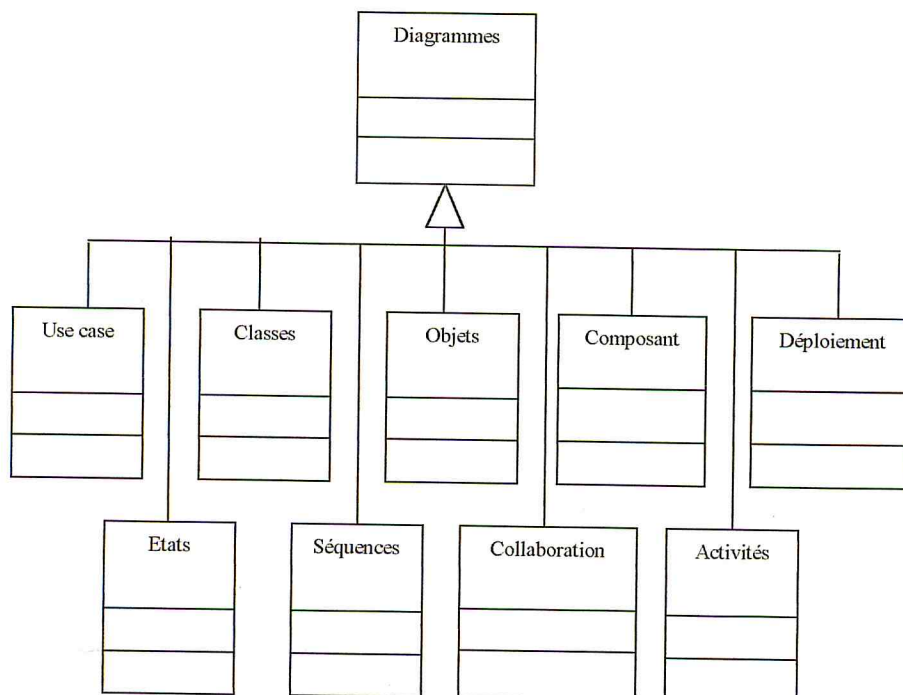 Diagrammes
Use case
Classes
Objets
Composant
Déploiement
Etats
Séquences
Collaboration
Activités